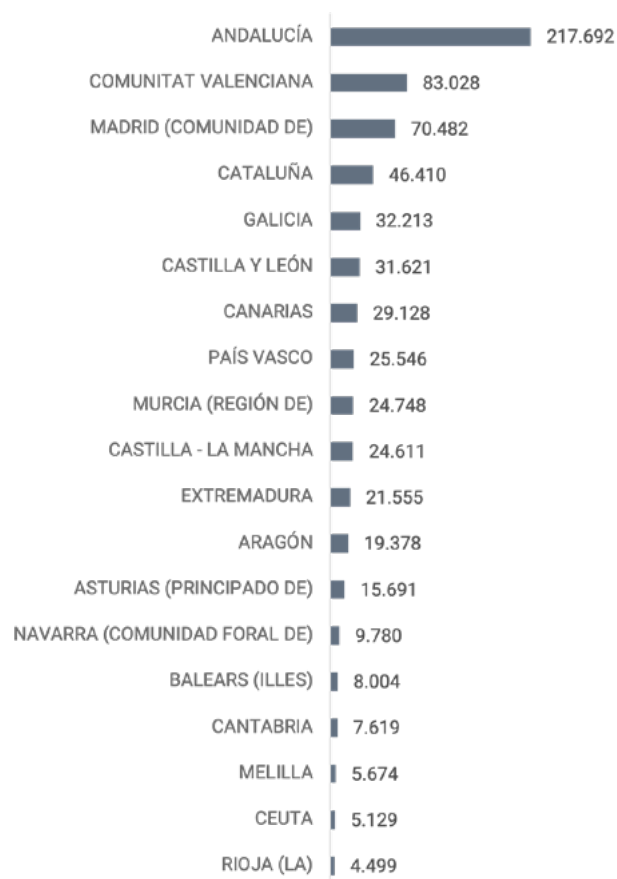 ANDALUCÍA 217.692
COMUNITAT VALENCIANA 83.028
MADRID (COMUNIDAD DE) 70.482
CATALUÑA 46.410
GALICIA 32.213
CASTILLA Y LEÓN 31.621
CANARIAS 29.128
PAÍS VASCO 25.546
MURCIA (REGIÓN DE) 24.748
CASTILLA - LA MANCHA 24.611
EXTREMADURA 21.555
ARAGÓN 19.378
ASTURIAS (PRINCIPADO DE) 15.691
NAVARRA (COMUNIDAD FORAL DE) 9.780
BALEARS (ILLES) 8.004
CANTABRIA 7.619
MELILLA 5.674
CEUTA 5.129
RIOJA (LA) 4.499